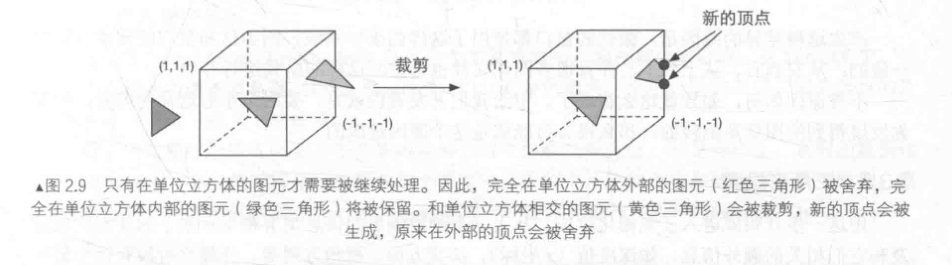 新的顶点
(1,1,1)
裁剪
(1,1,1)
(-1,-1,-1)
(-1,-1,-1)
▲图 2.9 只有在单位立方体的图元才需要被继续处理。因此，完全在单位立方体外部的图元（红色三角形）被舍弃，完
全在单位立方体内部的图元（绿色三角形）将被保留。和单位立方体相交的图元（黄色三角形）会被裁剪，新的顶点会被
生成，原来在外部的顶点会被舍弃